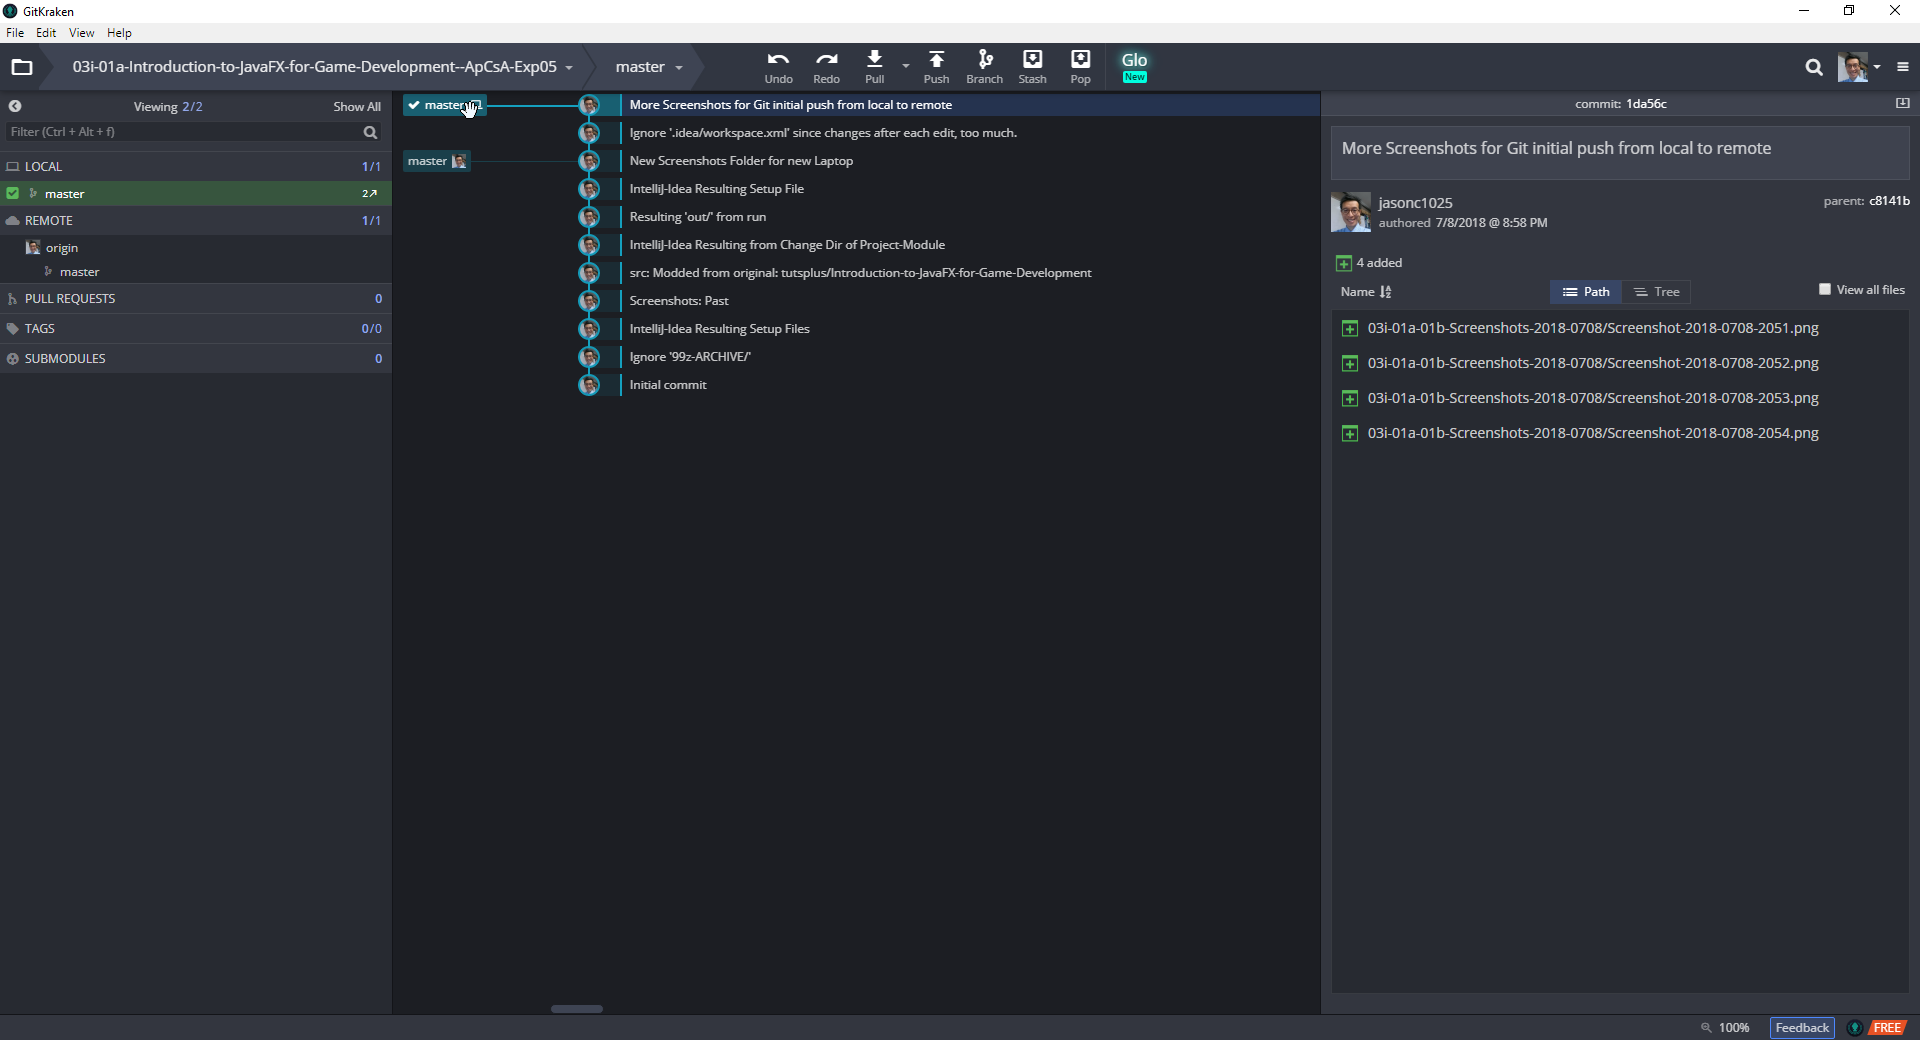 GitKraken
File Edit View Help
03i-01a-Introduction-to-JavaFX-for-Game-Development--ApCsA-Exp05
master
Undo
Redo
Pull
Push
Branch
Stash
Pop
Glo
New
Viewing 2/2 Show All
Filter (Ctrl + Alt + f)
LOCAL 1/1
master 2
REMOTE 1/1
origin
master
PULL REQUESTS 0
TAGS 0/0
SUBMODULES 0
master More Screenshots for Git initial push from local to remote
Ignore '.idea/workspace.xml' since changes after each edit, too much.
master New Screenshots Folder for new Laptop
IntelliJ-Idea Resulting Setup File
Resulting 'out/' from run
IntelliJ-Idea Resulting from Change Dir of Project-Module
src: Modded from original: tutsplus/Introduction-to-JavaFX-for-Game-Development
Screenshots: Past
IntelliJ-Idea Resulting Setup Files
Ignore '99z-ARCHIVE/'
Initial commit
commit: 1da56c
More Screenshots for Git initial push from local to remote
jasonc1025
authored 7/8/2018 @ 8:58 PM
parent: c8141b
4 added
Name Path Tree View all files
03i-01a-01b-Screenshots-2018-0708/Screenshot-2018-0708-2051.png
03i-01a-01b-Screenshots-2018-0708/Screenshot-2018-0708-2052.png
03i-01a-01b-Screenshots-2018-0708/Screenshot-2018-0708-2053.png
03i-01a-01b-Screenshots-2018-0708/Screenshot-2018-0708-2054.png
100% Feedback FREE